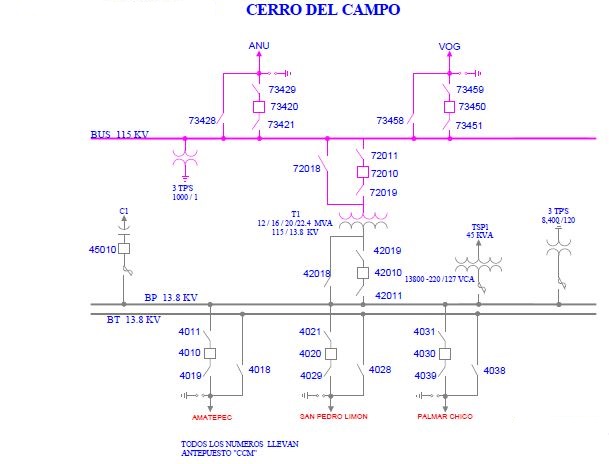 CERRO DEL CAMPO
ANU
VOG
73429
73459
73428
73420
73458
73450
73421
73451
BUS 115 KV
72011
72018
72010
72019
3 TP'S
1000 / 1
T1
12 / 16 / 20 /22.4 MVA
115 / 13.8 KV
C1
45010
TSP1
45 KVA
3 TP'S
8,400 /120
42019
42018
42010
13800 -220 /127 VCA
42011
BP 13.8 KV
BT 13.8 KV
4011
4021
4031
4010
4020
4030
4019
4018
4029
4028
4039
4038
AMATEPEC
SAN PEDRO LIMON
PALMAR CHICO
TODOS LOS NUMEROS LLEVAN
ANTEPUESTO "CCM"